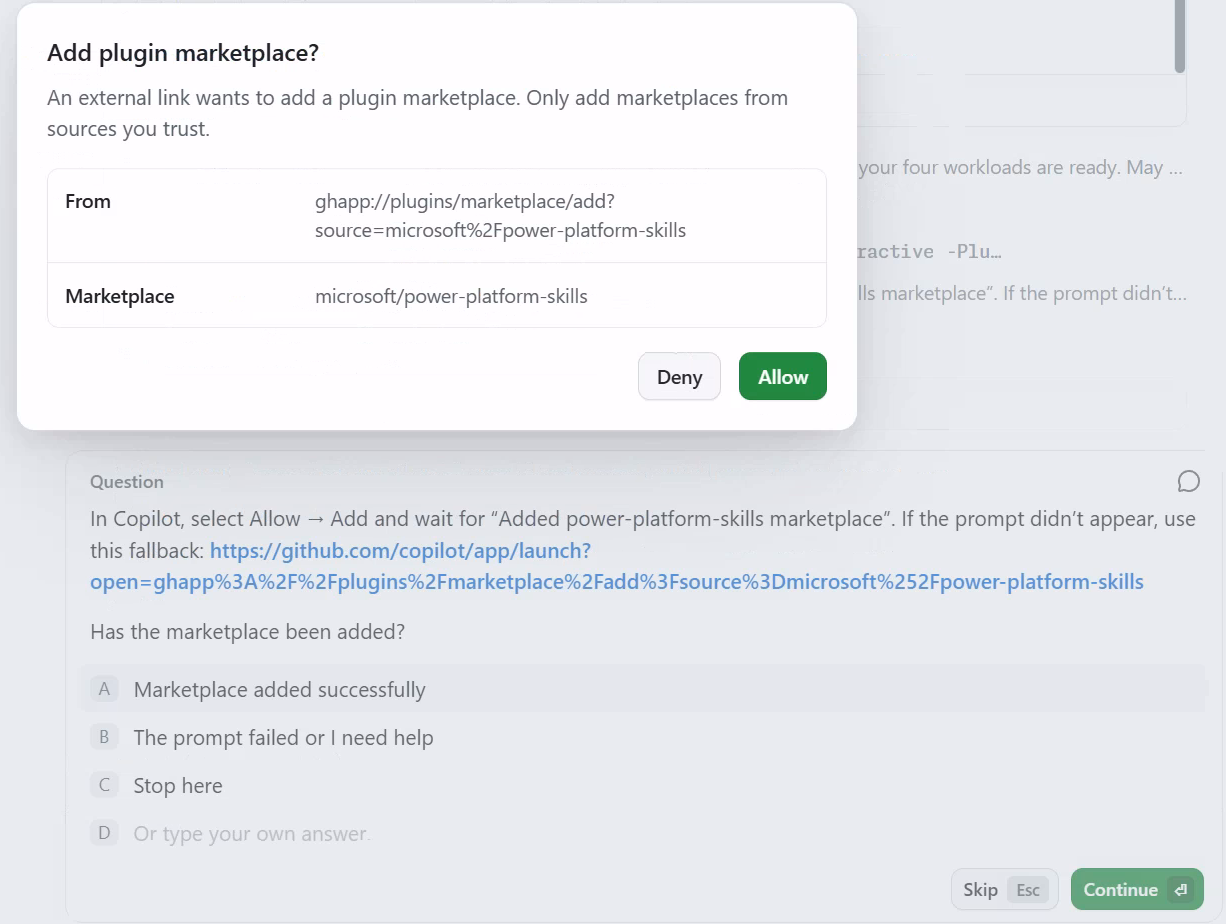 Add plugin marketplace?
An external link wants to add a plugin marketplace. Only add marketplaces from
sources you trust.
From
ghapp://plugins/marketplace/add?
source=microsoft%2Fpower-platform-skills
Marketplace
microsoft/power-platform-skills
Deny
Allow
your four workloads are ready. May ...
ractive -Plu…
lls marketplace”. If the prompt didn’t...
Question
In Copilot, select Allow → Add and wait for “Added power-platform-skills marketplace”. If the prompt didn’t appear, use
this fallback: https://github.com/copilot/app/launch?
open=ghapp%3A%2F%2Fplugins%2Fmarketplace%2Fadd%3Fsource%3Dmicrosoft%252Fpower-platform-skills
Has the marketplace been added?
A Marketplace added successfully
B The prompt failed or I need help
C Stop here
D Or type your own answer.
Skip Esc
Continue ⏎